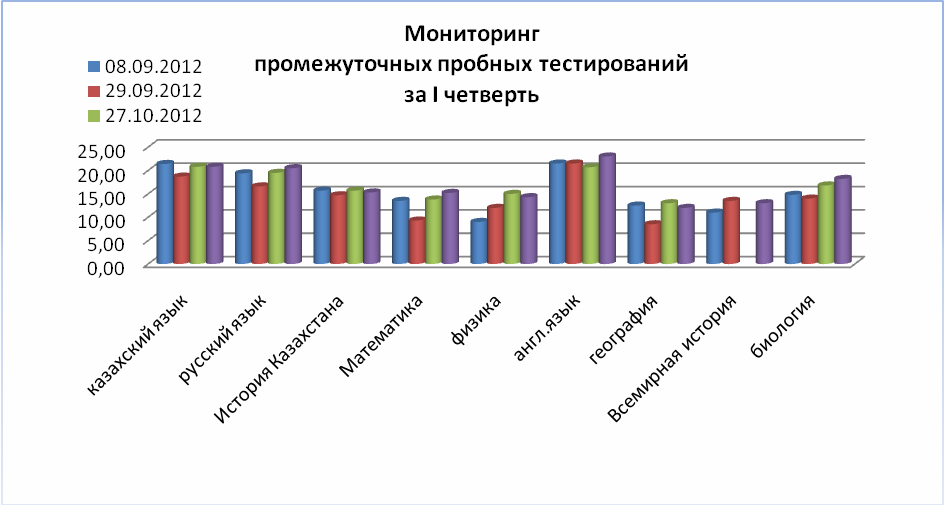 Мониторинг
промежуточных пробных тестирований
за I четверть
08.09.2012
29.09.2012
27.10.2012
25,00
20,00
15,00
10,00
5,00
0,00
казахский язык
русский язык
История Казахстана
Математика
физика
англ.язык
география
Всемирная история
биология